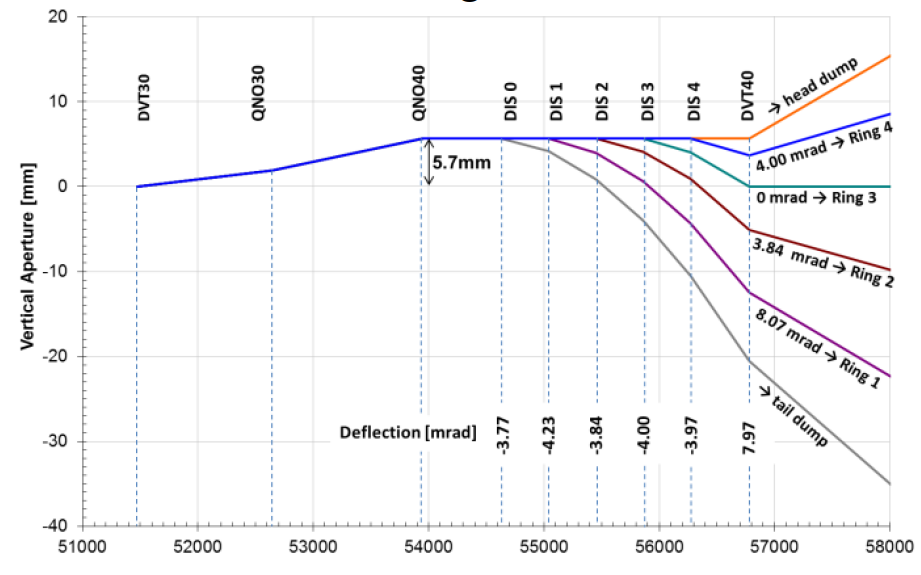 20
10
0
-10
-20
-30
-40
Vertical Aperture [mm]
DVT30
QNO30
QNO40
DIS 0
DIS 1
DIS 2
DIS 3
DIS 4
DVT40
5.7mm
→ head dump
4.00 mrad → Ring 4
0 mrad → Ring 3
3.84 mrad → Ring 2
8.07 mrad → Ring 1
→ tail dump
Deflection [mrad]
-3.77
-4.23
-3.84
-4.00
-3.97
7.97
51000 52000 53000 54000 55000 56000 57000 58000